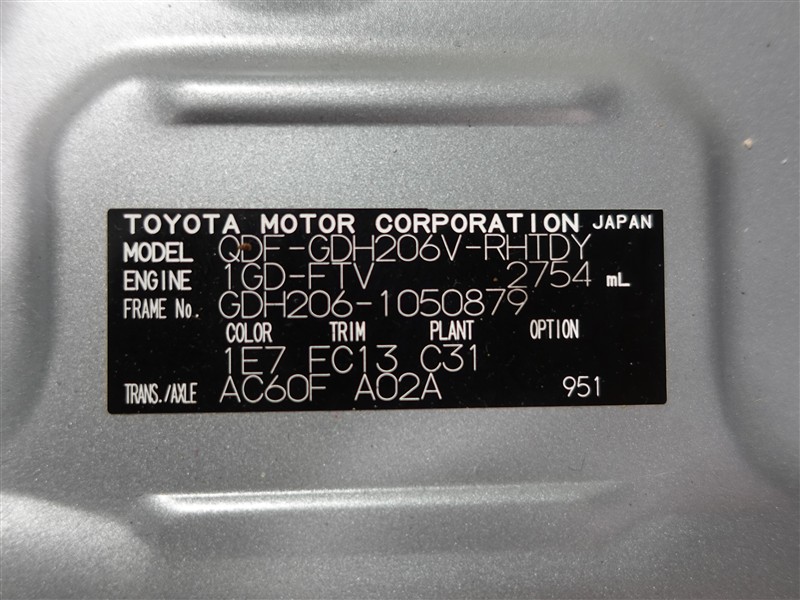 TOYOTA MOTOR CORPORATION JAPAN
MODEL QDF-GDH206V-RHTDY
ENGINE 1GD-FTV 2754 mL
FRAME No. GDH206-1050879
COLOR TRIM PLANT OPTION
1E7 FC13 C31
TRANS./AXLE AC60F A02A 951